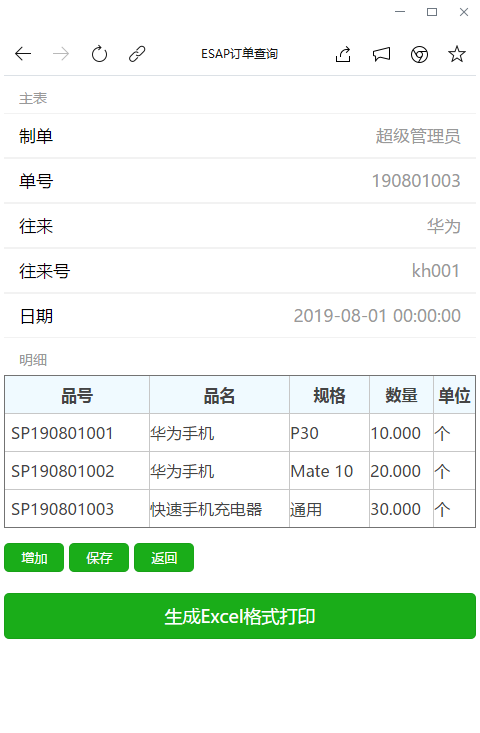 ESAP订单查询
主表
制单 超级管理员
单号 190801003
往来 华为
往来号 kh001
日期 2019-08-01 00:00:00
明细
品号 品名 规格 数量 单位
SP190801001 华为手机 P30 10.000 个
SP190801002 华为手机 Mate 10 20.000 个
SP190801003 快速手机充电器 通用 30.000 个
增加 保存 返回
生成Excel格式打印